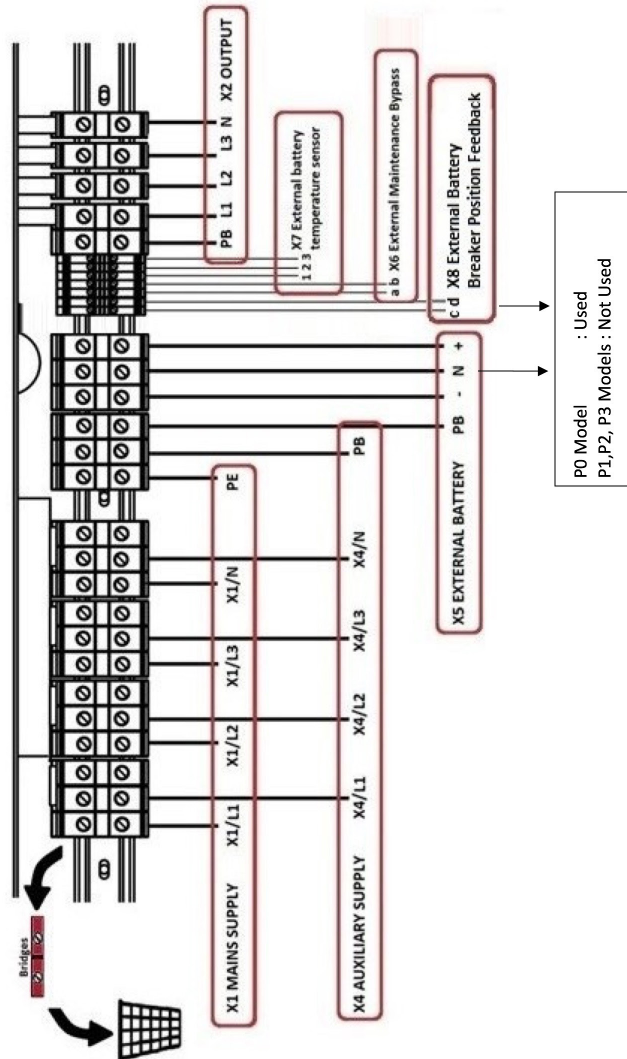 Bridges
X1 MAINS SUPPLY
X1/L1
X1/L2
X1/L3
X1/N
PE
X4 AUXILIARY SUPPLY
X4/L1
X4/L2
X4/L3
X4/N
PB
X5 EXTERNAL BATTERY
PB
-
N
+
PB
L1
L2
L3
N
X2 OUTPUT
1 2 3
X7 External battery
temperature sensor
a b
X6 External Maintenance Bypass
c d
X8 External Battery
Breaker Position Feedback
P0 Model : Used
P1,P2, P3 Models : Not Used